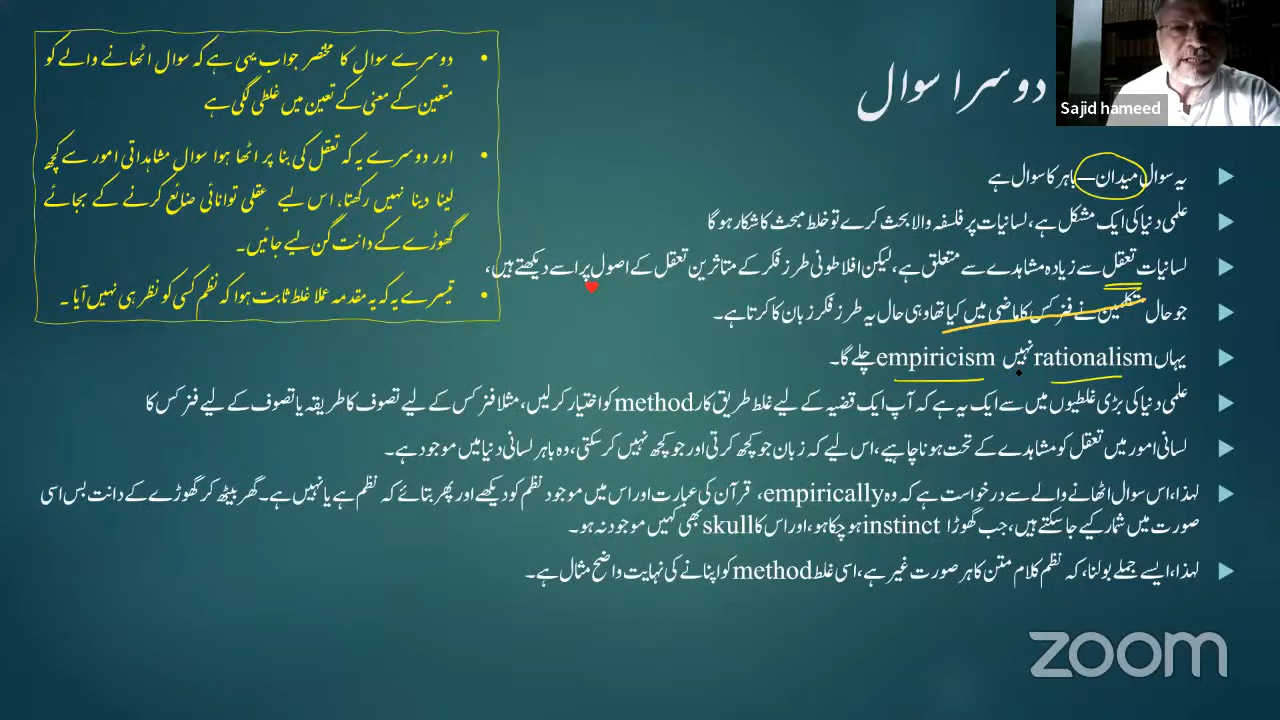 دوسرا سوال
Sajid hameed
یہ سوال میدان— باہر کا سوال ہے
علمی دنیا کی ایک مشکل ہے، لسانیات پر فلسفہ والا بحث کرے تو خلط مبحث کا شکار ہو گا
لسانیات تعقل سے زیادہ مشاہدے سے متعلق ہے، لیکن افلاطونی طرز فکر کے متاثرین تعقل کے اصول پر اسے دیکھتے ہیں،
جو حال متکلمین نے فزکس کا ماضی میں کیا تھا وہی حال یہ طرز فکر زبان کا کرتا ہے۔
یہاں rationalism نہیں empiricism چلے گا۔
علمی دنیا کی بڑی غلطیوں میں سے ایک یہ ہے کہ آپ ایک قضیہ کے لیے غلط طریق کار method کو اختیار کر لیں، مثلا فزکس کے لیے تصوف کا طریقہ یا تصوف کے لیے فزکس کا
لسانی امور میں تعقل کو مشاہدے کے تحت ہونا چاہیے، اس لیے کہ زبان جو کچھ کرتی اور جو کچھ نہیں کر سکتی، وہ باہر لسانی دنیا میں موجود ہے۔
لہذا، اس سوال اٹھانے والے سے درخواست ہے کہ وہ empirically، قرآن کی عبارت اور اس میں موجود نظم کو دیکھے اور پھر بتائے کہ نظم ہے یا نہیں ہے۔ گھر بیٹھ کر گھوڑے کے دانت بس اسی
صورت میں شمار کیے جا سکتے ہیں، جب گھوڑا instinct ہو چکا ہو، اور اس کا skull بھی کہیں موجود نہ ہو۔
لہذا، ایسے جملے بولنا، کہ نظم کلام متن کا ہر صورت غیر ہے، اسی غلط method کو اپنانے کی نہایت واضح مثال ہے۔
دوسرے سوال کا مختصر جواب یہی ہے کہ سوال اٹھانے والے کو
متعین کے معنی کے تعین میں غلطی لگی ہے
اور دوسرے یہ کہ تعقل کی بنا پر اٹھا ہوا سوال مشاہداتی امور سے کچھ
لینا دینا نہیں رکھتا، اس لیے عقلی توانائی ضائع کرنے کے بجائے
گھوڑے کے دانت گن لیے جائیں۔
تیسرے یہ کہ یہ مقدمہ عملا غلط ثابت ہوا کہ نظم کسی کو نظر ہی نہیں آیا۔
zoom